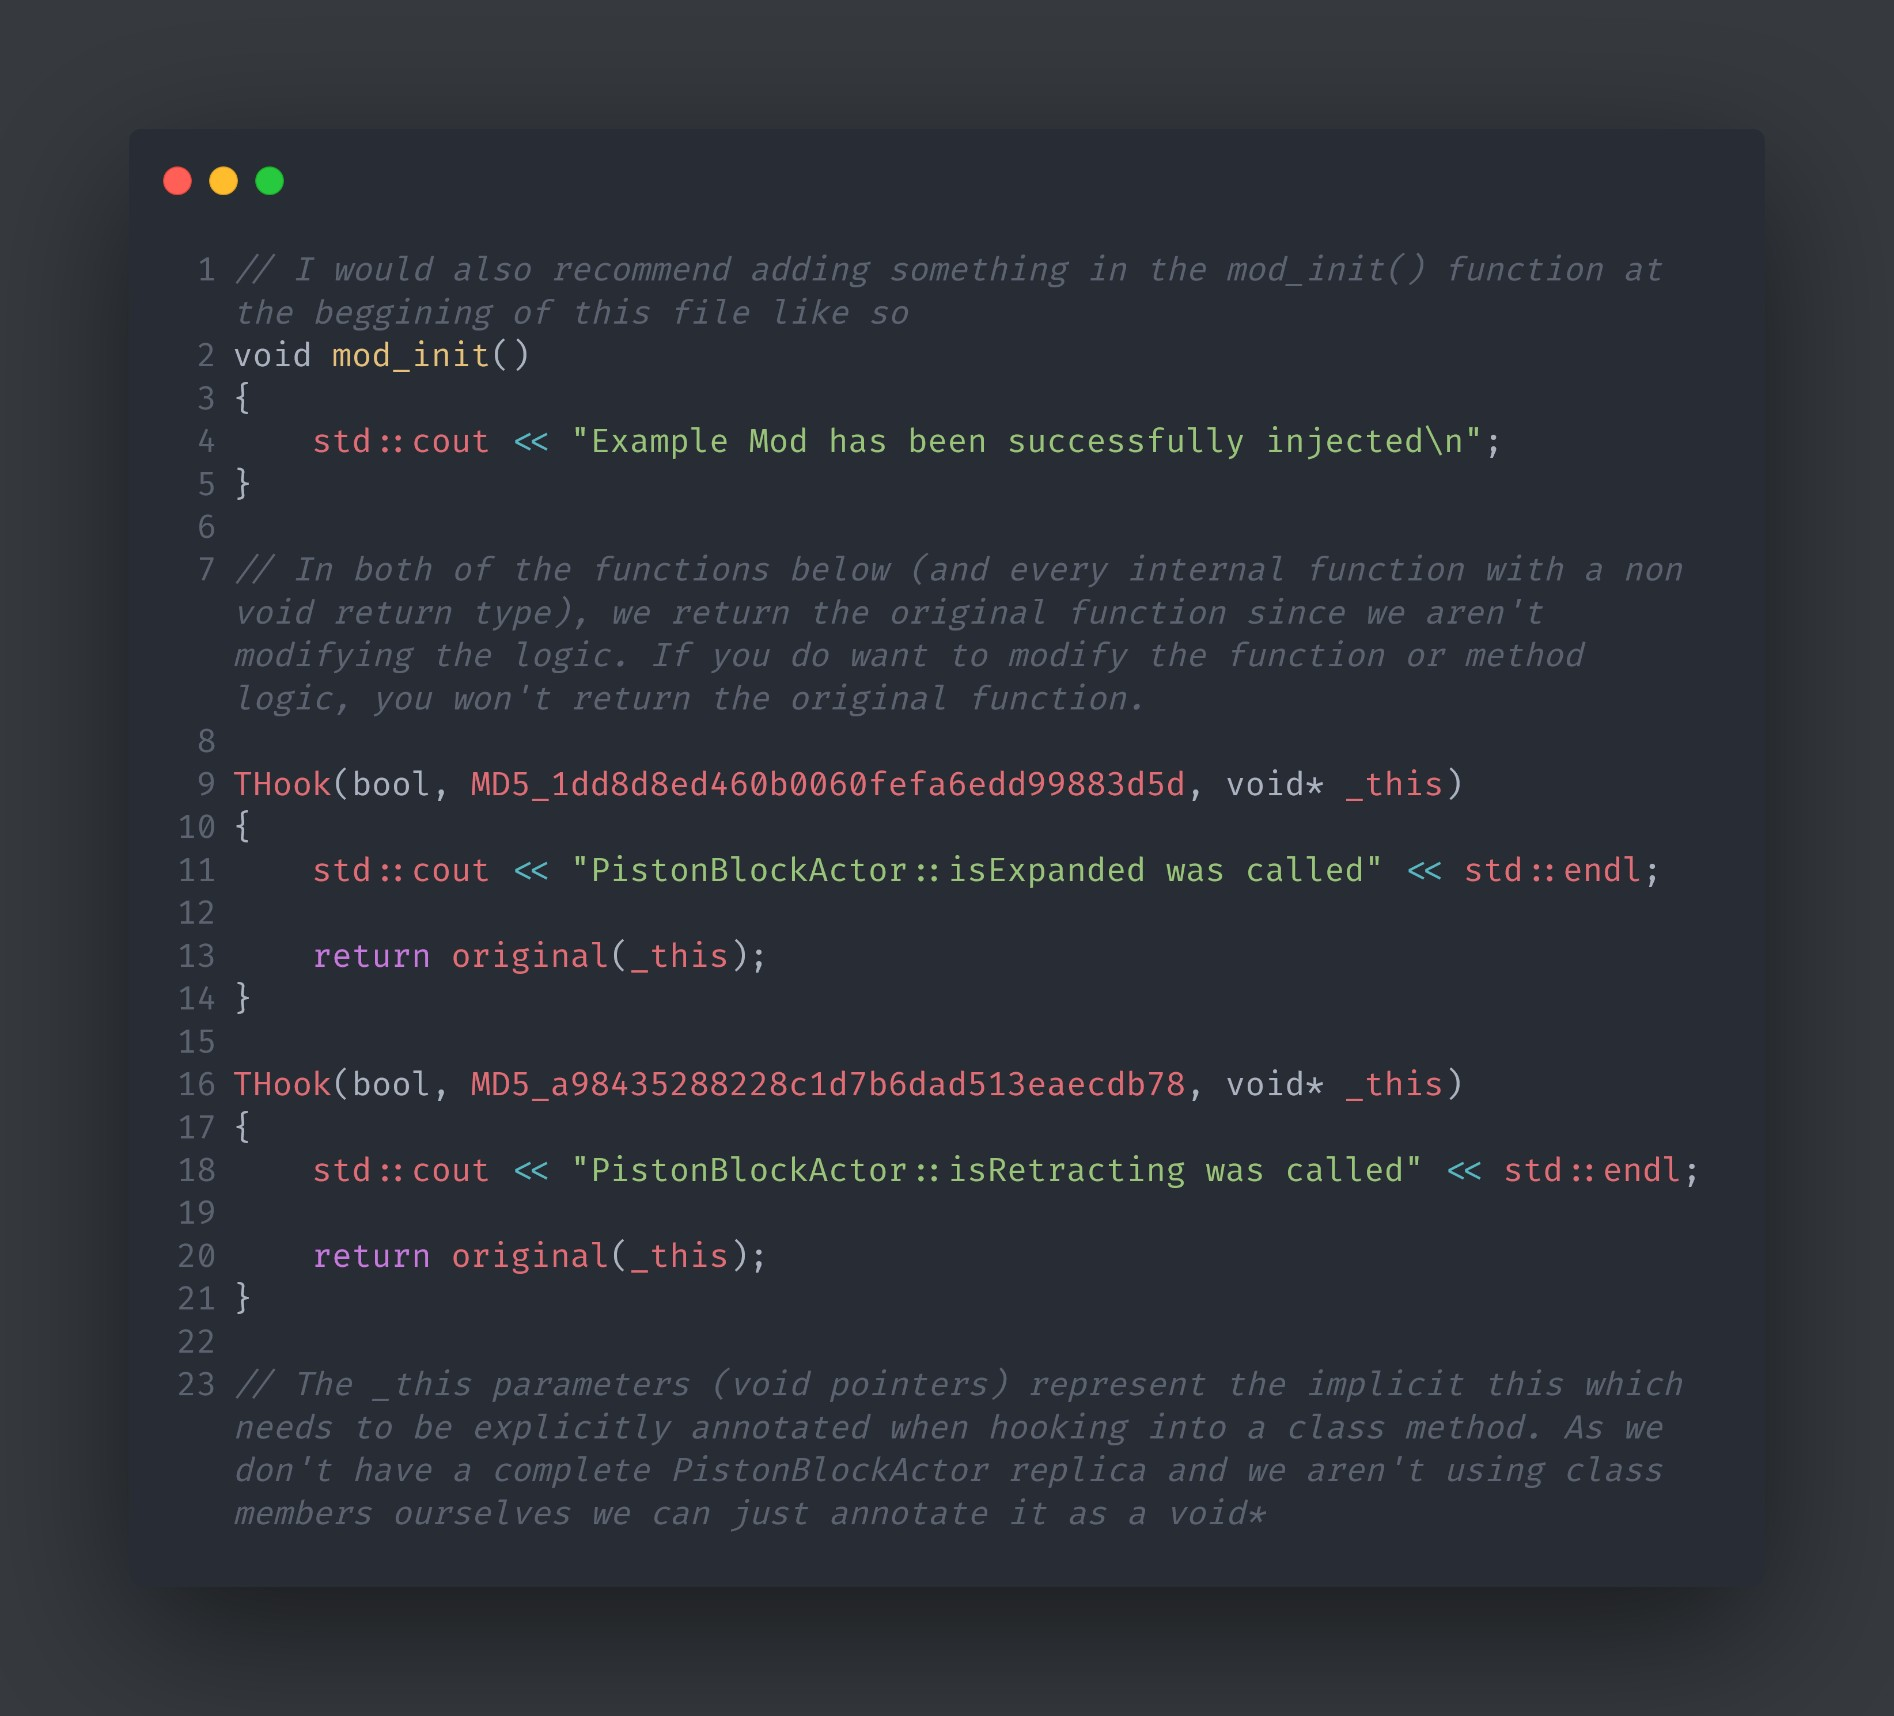 1 // I would also recommend adding something in the mod_init() function at
the beggining of this file like so
2 void mod_init()
3 {
4     std::cout << "Example Mod has been successfully injected\n";
5 }
6
7 // In both of the functions below (and every internal function with a non
void return type), we return the original function since we aren't
modifying the logic. If you do want to modify the function or method
logic, you won't return the original function.
8
9 THook(bool, MD5_1dd8d8ed460b0060fefa6edd99883d5d, void* _this)
10 {
11     std::cout << "PistonBlockActor::isExpanded was called" << std::endl;
12
13     return original(_this);
14 }
15
16 THook(bool, MD5_a98435288228c1d7b6dad513eaecdb78, void* _this)
17 {
18     std::cout << "PistonBlockActor::isRetracting was called" << std::endl;
19
20     return original(_this);
21 }
22
23 // The _this parameters (void pointers) represent the implicit this which
needs to be explicitly annotated when hooking into a class method. As we
don't have a complete PistonBlockActor replica and we aren't using class
members ourselves we can just annotate it as a void*